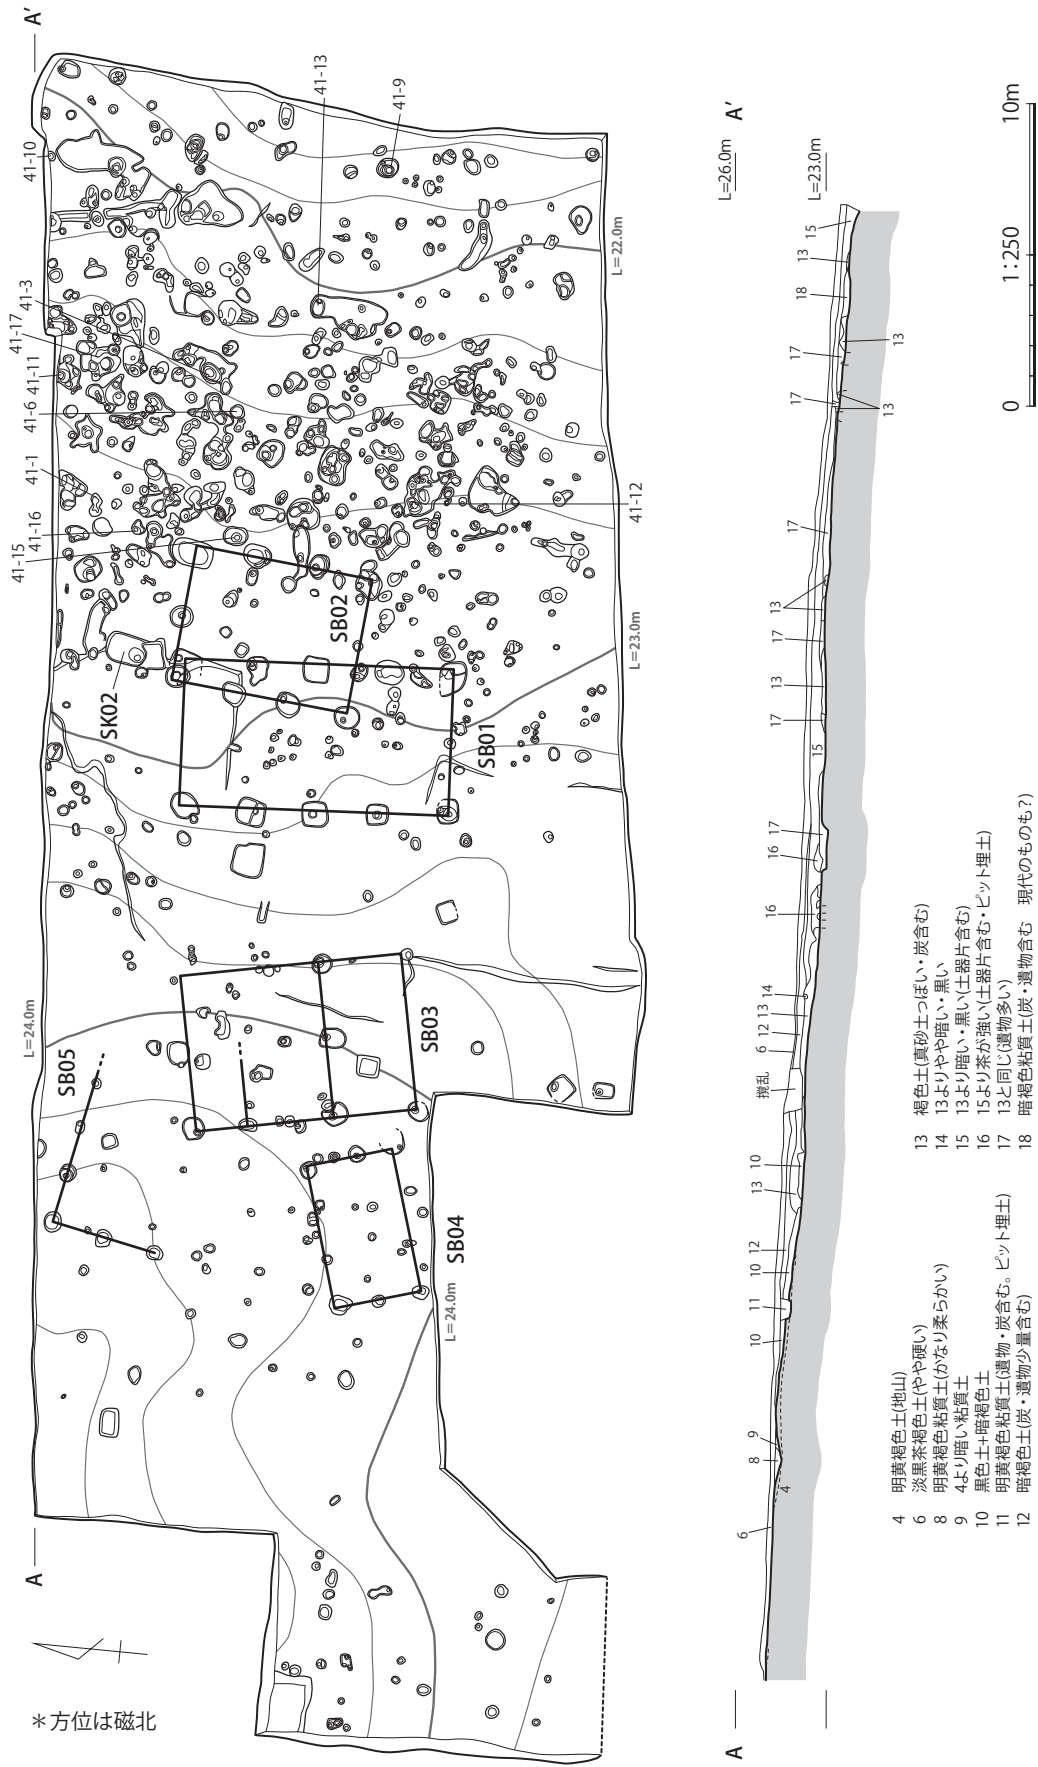 A'
41-13
41-9
41-10
41-3
41-17
41-11
41-6
41-1
41-16
41-15
41-12
L=22.0m
L=23.0m
SB02
SK02
SB01
L=24.0m
SB05
SB03
SB04
L=24.0m
A
＊方位は磁北
L=26.0m
A'
L=23.0m
15
13
18
17
13
17
13
17
13
17
13
17
15
17
16
16
14
13
12
6
撹乱
10
13
12
10
11
10
9
8
4
6
A
0
1:250
10m
4 明黄褐色土(地山)
6 淡黒茶褐色土(やや硬い)
8 明黄褐色粘質土(かなり柔らかい)
9 4より暗い粘質土
10 黒色土+暗褐色土
11 明黄褐色粘質土(遺物・炭含む。ピット埋土)
12 暗褐色土(炭・遺物少量含む)
13 褐色土(真砂土っぽい・炭含む)
14 13よりやや暗い・黒い
15 13より暗い・黒い(土器片含む)
16 15より茶が強い(土器片含む・ピット埋土)
17 13と同じ(遺物多い)
18 暗褐色粘質土(炭・遺物含む　現代のものも?)